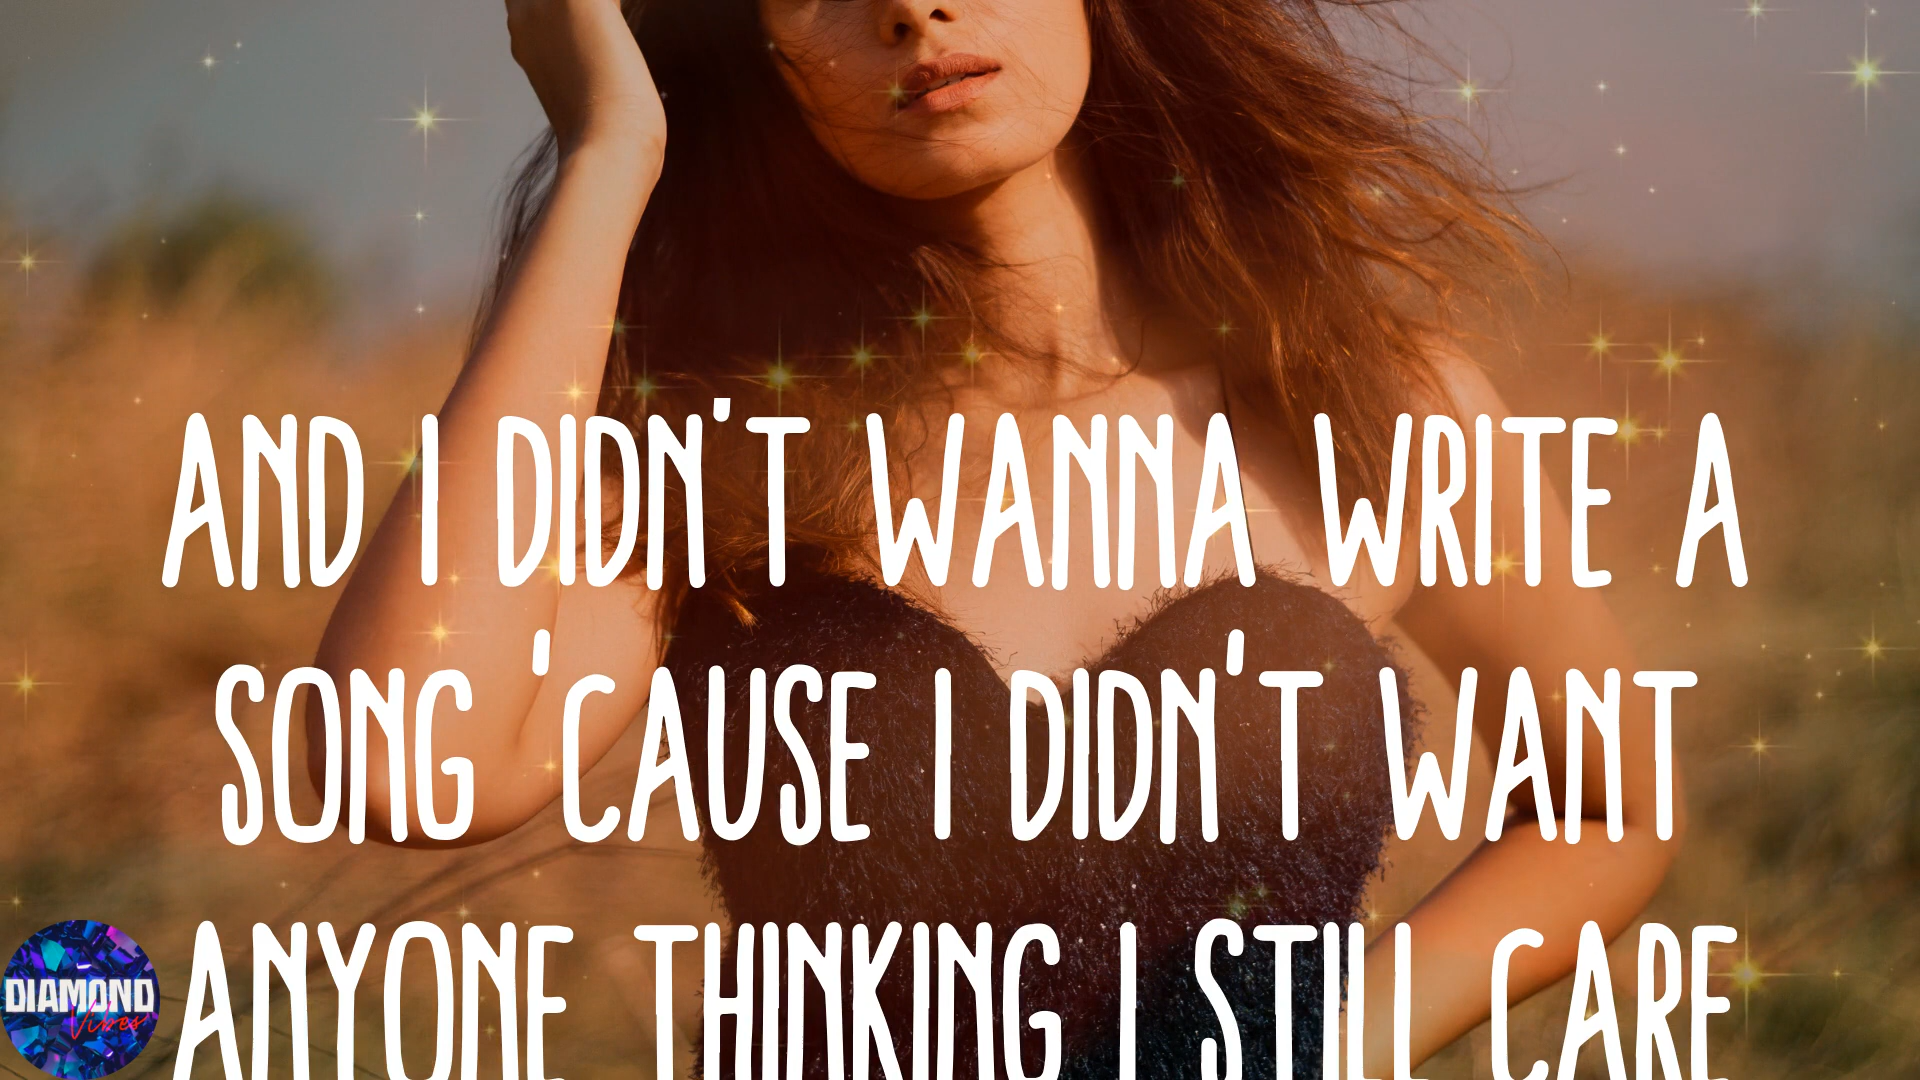 AND I DIDN'T WANNA WRITE A
SONG 'CAUSE I DIDN'T WANT
ANYONE THINKING I STILL CARE
DIAMOND
Vibes